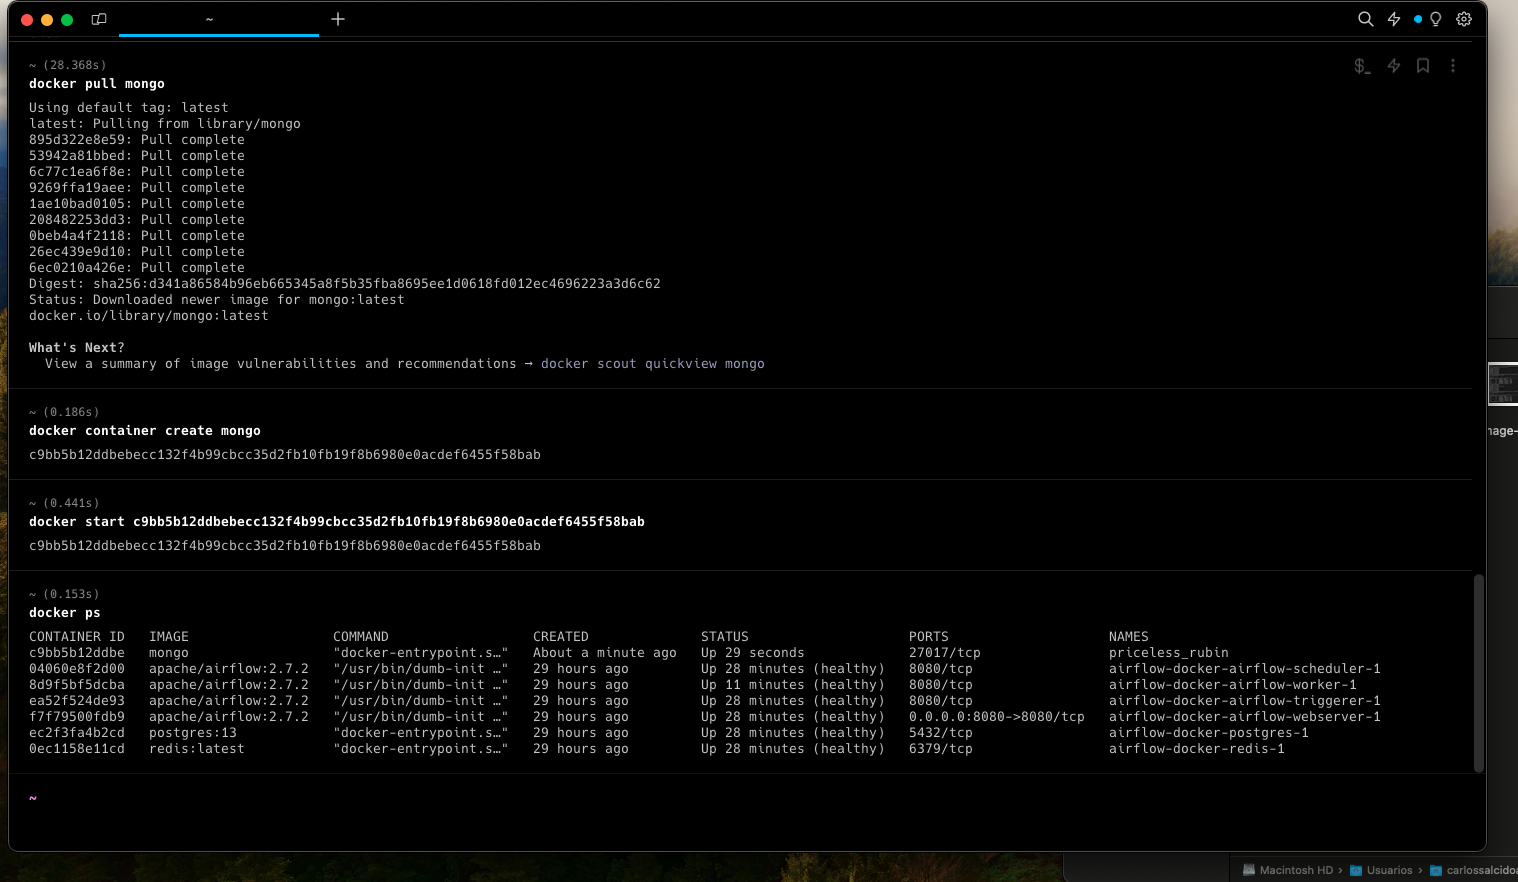 ~
~ (28.368s)
docker pull mongo
Using default tag: latest
latest: Pulling from library/mongo
895d322e8e59: Pull complete
53942a81bbed: Pull complete
6c77c1ea6f8e: Pull complete
9269ffa19aee: Pull complete
1ae10bad0105: Pull complete
208482253dd3: Pull complete
0beb4a4f2118: Pull complete
26ec439e9d10: Pull complete
6ec0210a426e: Pull complete
Digest: sha256:d341a86584b96eb665345a8f5b35fba8695ee1d0618fd012ec4696223a3d6c62
Status: Downloaded newer image for mongo:latest
docker.io/library/mongo:latest
What's Next?
View a summary of image vulnerabilities and recommendations → docker scout quickview mongo
~ (0.186s)
docker container create mongo
c9bb5b12ddbebecc132f4b99cbcc35d2fb10fb19f8b6980e0acdef6455f58bab
~ (0.441s)
docker start c9bb5b12ddbebecc132f4b99cbcc35d2fb10fb19f8b6980e0acdef6455f58bab
c9bb5b12ddbebecc132f4b99cbcc35d2fb10fb19f8b6980e0acdef6455f58bab
~ (0.153s)
docker ps
CONTAINER ID IMAGE COMMAND CREATED STATUS PORTS NAMES
c9bb5b12ddbe mongo "docker-entrypoint.s…" About a minute ago Up 29 seconds 27017/tcp priceless_rubin
04060e8f2d00 apache/airflow:2.7.2 "/usr/bin/dumb-init …" 29 hours ago Up 28 minutes (healthy) 8080/tcp airflow-docker-airflow-scheduler-1
8d9f5bf5dcba apache/airflow:2.7.2 "/usr/bin/dumb-init …" 29 hours ago Up 11 minutes (healthy) 8080/tcp airflow-docker-airflow-worker-1
ea52f524de93 apache/airflow:2.7.2 "/usr/bin/dumb-init …" 29 hours ago Up 28 minutes (healthy) 8080/tcp airflow-docker-airflow-triggerer-1
f7f79500fdb9 apache/airflow:2.7.2 "/usr/bin/dumb-init …" 29 hours ago Up 28 minutes (healthy) 0.0.0.0:8080->8080/tcp airflow-docker-airflow-webserver-1
ec2f3fa4b2cd postgres:13 "docker-entrypoint.s…" 29 hours ago Up 28 minutes (healthy) 5432/tcp airflow-docker-postgres-1
0ec1158e11cd redis:latest "docker-entrypoint.s…" 29 hours ago Up 28 minutes (healthy) 6379/tcp airflow-docker-redis-1
~
Macintosh HD › Usuarios › carlossalcido